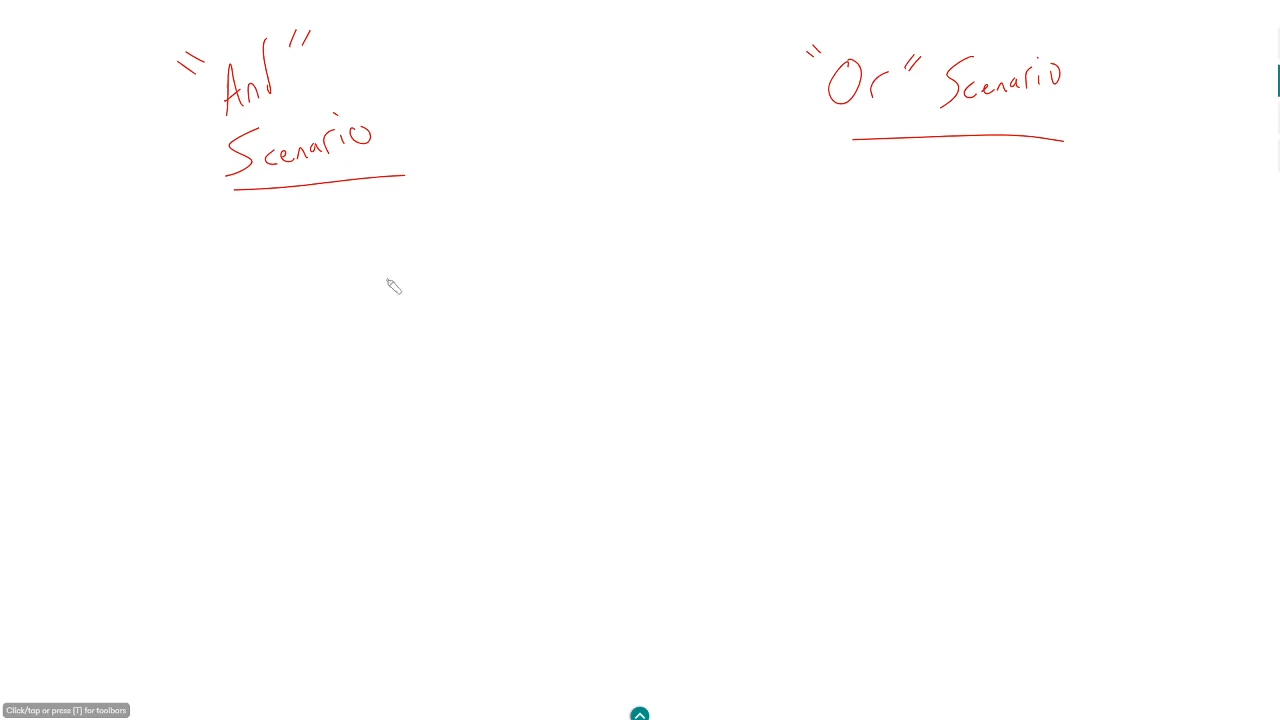 "And"
Scenario
"Or" Scenario
Click/tap or press [T] for toolbars